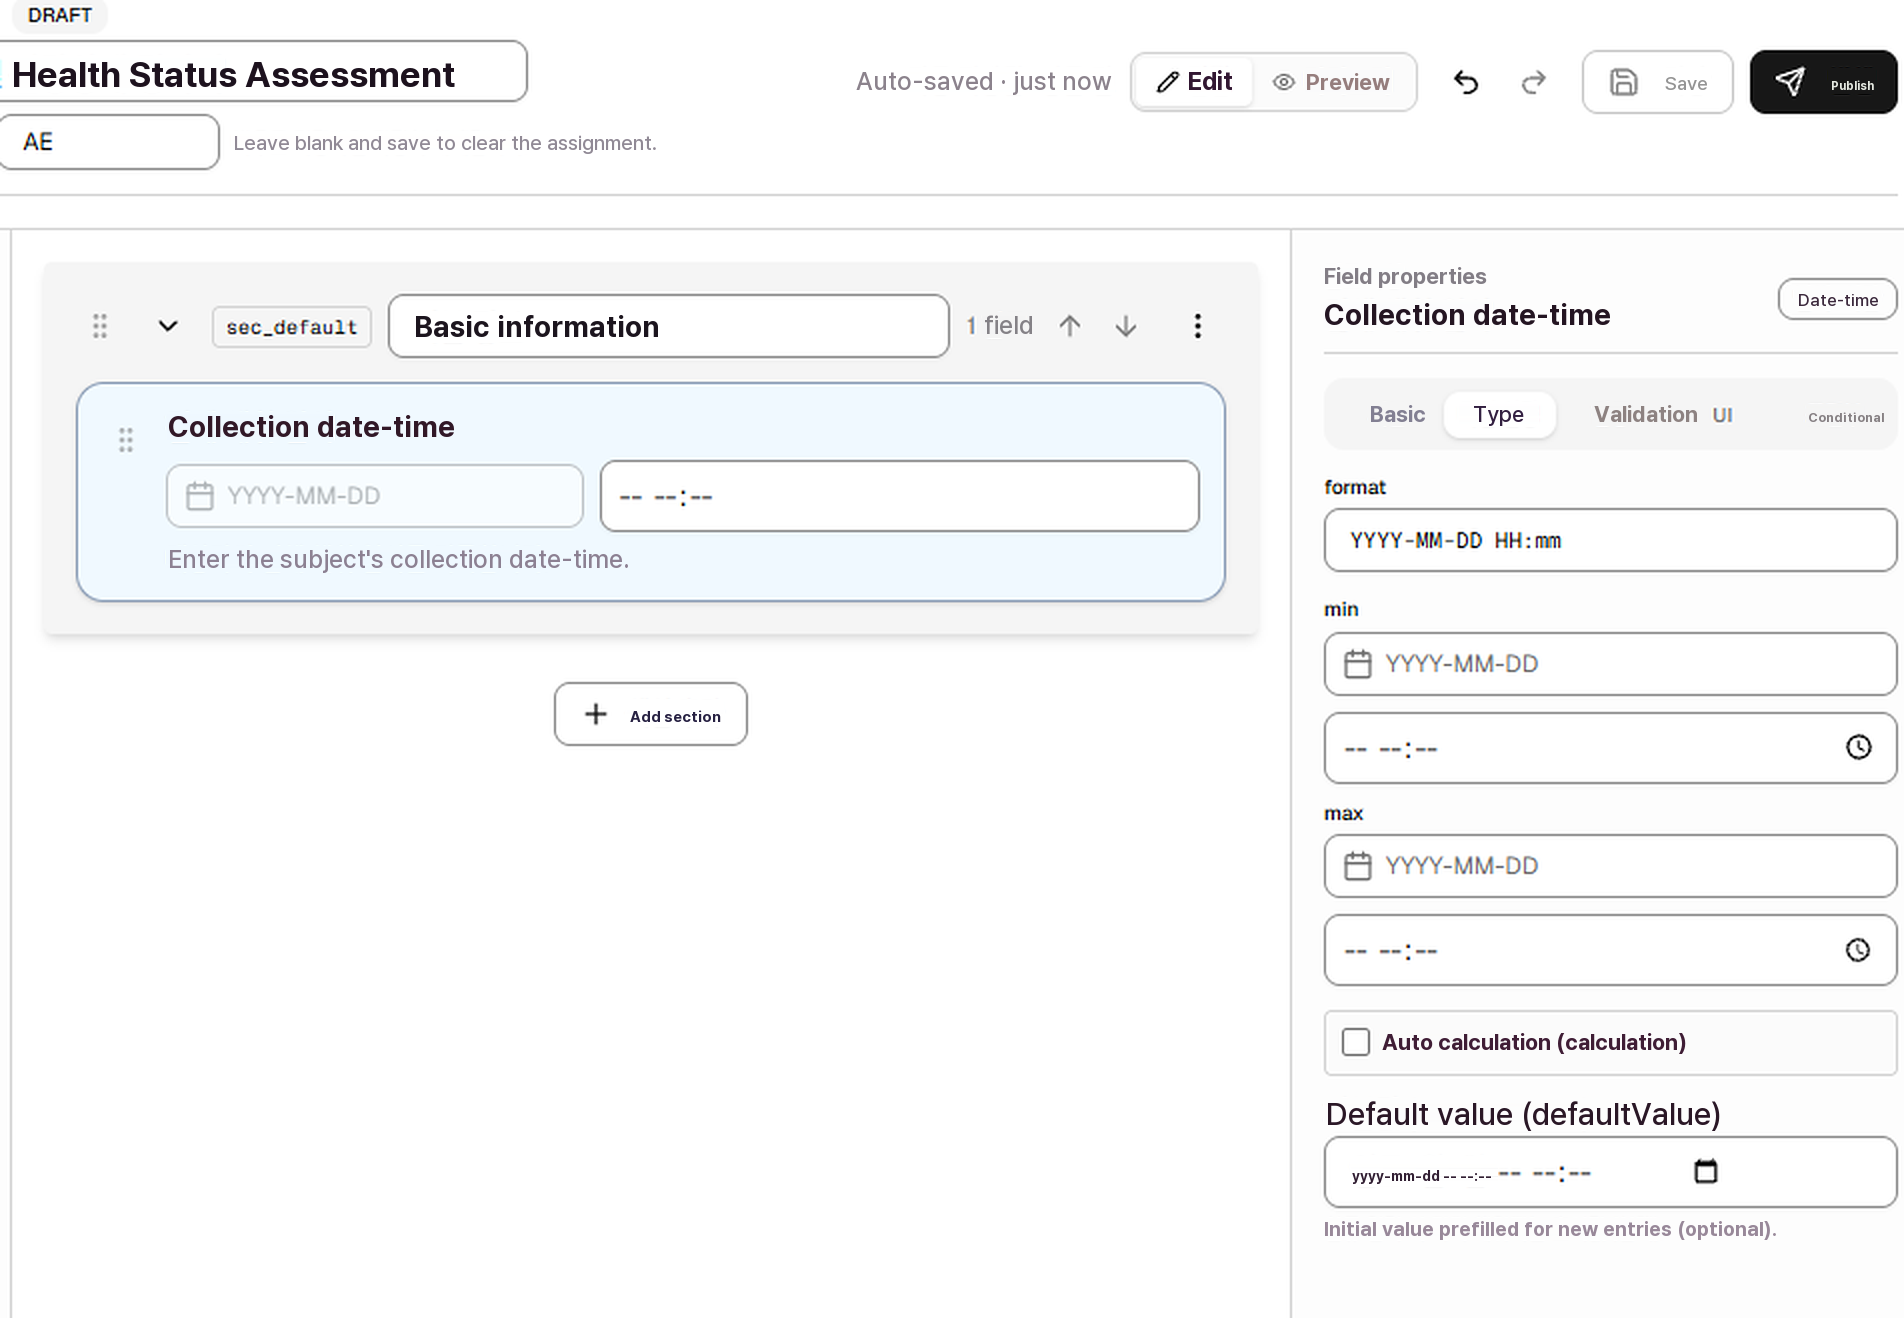 DRAFT
Health Status Assessment
Auto-saved · just now
Edit
Preview
Save
Publish
AE
Leave blank and save to clear the assignment.
sec_default
Basic information
1 field
Collection date-time
YYYY-MM-DD
-- --:--
Enter the subject's collection date-time.
Add section
Field properties
Collection date-time
Date-time
Basic
Type
Validation
UI
Conditional
format
YYYY-MM-DD HH:mm
min
YYYY-MM-DD
-- --:--
max
YYYY-MM-DD
-- --:--
Auto calculation (calculation)
Default value (defaultValue)
yyyy-mm-dd -- --:-- -- --:--
Initial value prefilled for new entries (optional).